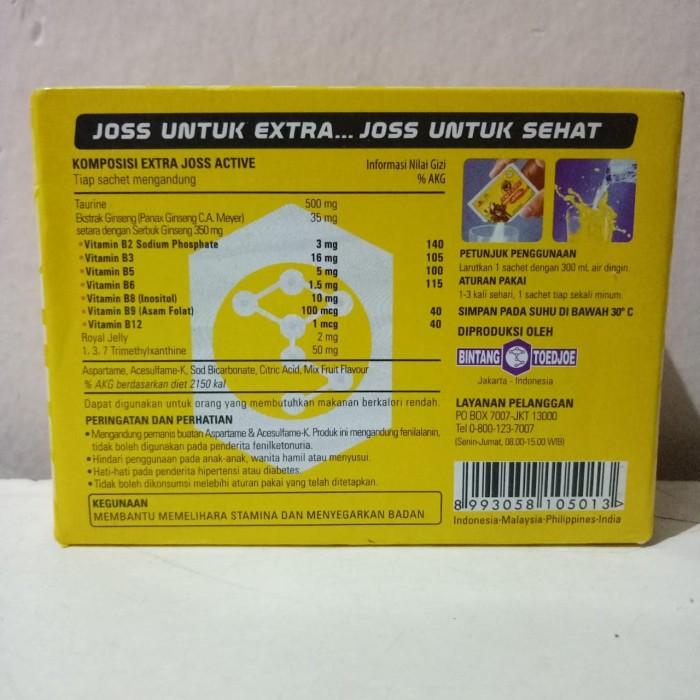 JOSS UNTUK EXTRA... JOSS UNTUK SEHAT
KOMPOSISI EXTRA JOSS ACTIVE
Tiap sachet mengandung
Informasi Nilai Gizi
% AKG
Taurine 500 mg
Ekstrak Ginseng (Panax Ginseng C.A. Meyer) 35 mg
setara dengan Serbuk Ginseng 350 mg
• Vitamin B2 Sodium Phosphate 3 mg 140
• Vitamin B3 16 mg 105
• Vitamin B5 5 mg 100
• Vitamin B6 1.5 mg 115
• Vitamin B8 (Inositol) 10 mg
• Vitamin B9 (Asam Folat) 100 mcg 40
• Vitamin B12 1 mcg 40
Royal Jelly 2 mg
1. 3. 7 Trimethylxanthine 50 mg
Aspartame, Acesulfame-K, Sod Bicarbonate, Citric Acid, Mix Fruit Flavour
% AKG berdasarkan diet 2150 kal
Dapat digunakan untuk orang yang membutuhkan makanan berkalori rendah.
PERINGATAN DAN PERHATIAN
• Mengandung pemanis buatan Aspartame & Acesulfame-K. Produk ini mengandung fenilalanin,
tidak boleh digunakan pada penderita fenilketonuria.
• Hindari penggunaan pada anak-anak, wanita hamil atau menyusui.
• Hati-hati pada penderita hipertensi atau diabetes.
• Tidak boleh dikonsumsi melebihi aturan pakai yang telah ditetapkan.
KEGUNAAN
MEMBANTU MEMELIHARA STAMINA DAN MENYEGARKAN BADAN
PETUNJUK PENGGUNAAN
Larutkan 1 sachet dengan 300 mL air dingin.
ATURAN PAKAI
1-3 kali sehari, 1 sachet tiap sekali minum.
SIMPAN PADA SUHU DI BAWAH 30° C
DIPRODUKSI OLEH
BINTANG TOEDJOE
Jakarta - Indonesia
LAYANAN PELANGGAN
PO BOX 7007-JKT 13000
Tel 0-800-123-7007
(Senin-Jumat, 08.00-15.00 WIB)
8 993058 105013 >
Indonesia-Malaysia-Philippines-India